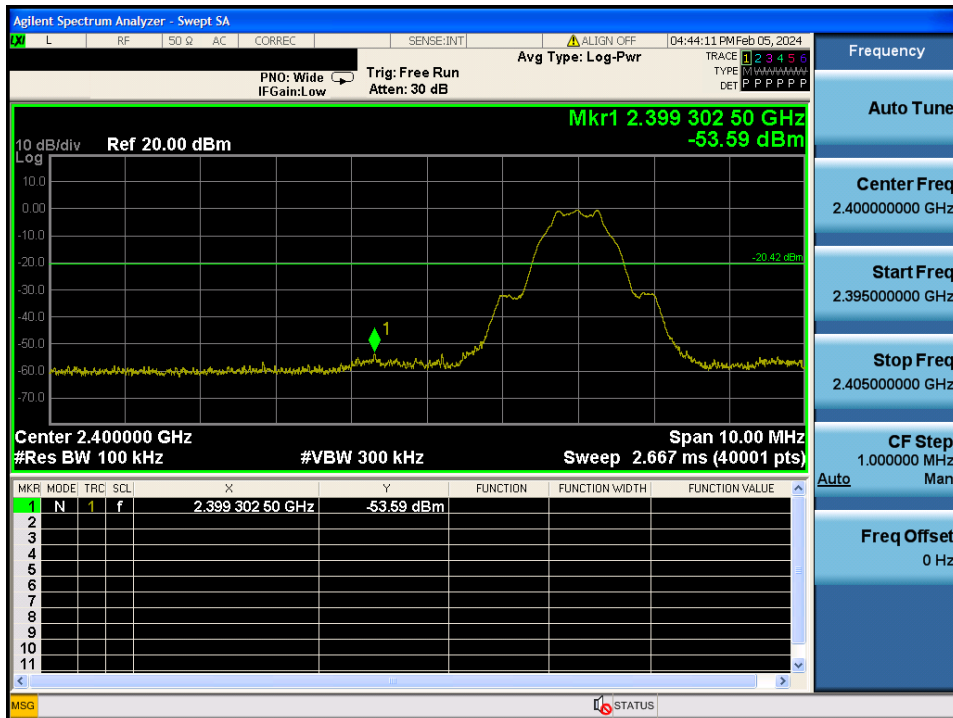 Agilent Spectrum Analyzer - Swept SA
LXI L RF 50 Ω AC CORREC SENSE:INT ALIGN OFF 04:44:11 PM Feb 05, 2024
Avg Type: Log-Pwr
TRACE 1 2 3 4 5 6
TYPE M
DET P P P P P P
PNO: Wide
IFGain:Low
Trig: Free Run
Atten: 30 dB
Mkr1 2.399 302 50 GHz
-53.59 dBm
10 dB/div
Log
Ref 20.00 dBm
10.0
0.00
-10.0
-20.0
-30.0
-40.0
-50.0
-60.0
-70.0
-20.42 dBm
1
Center 2.400000 GHz
Span 10.00 MHz
#Res BW 100 kHz
#VBW 300 kHz
Sweep 2.667 ms (40001 pts)
MKR MODE TRC SCL X Y FUNCTION FUNCTION WIDTH FUNCTION VALUE
1 N 1 f 2.399 302 50 GHz -53.59 dBm
2
3
4
5
6
7
8
9
10
11
MSG
STATUS
Frequency
Auto Tune
Center Freq
2.400000000 GHz
Start Freq
2.395000000 GHz
Stop Freq
2.405000000 GHz
CF Step
1.000000 MHz
Auto Man
Freq Offset
0 Hz